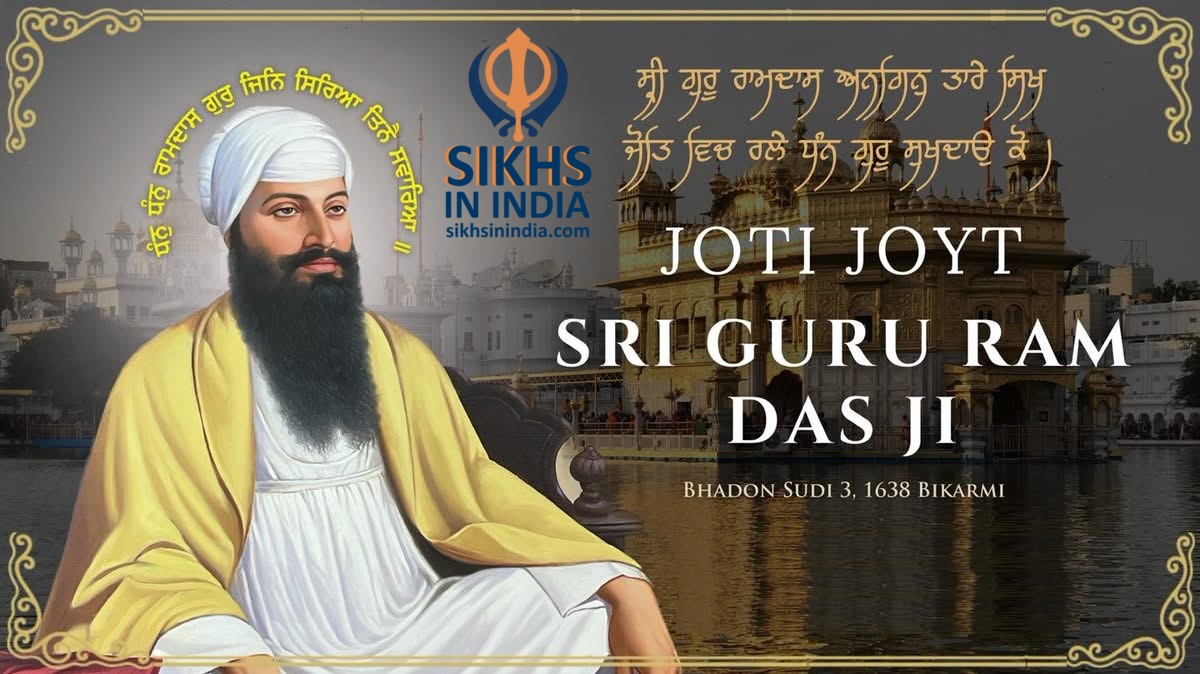 ਧੰਨੁ ਧੰਨੁ ਰਾਮਦਾਸ ਗੁਰੁ ਜਿਨਿ ਸਿਰਿਆ ਤਿਨੈ ਸਵਾਰਿਆ ॥
SIKHS
IN INDIA
sikhsinindia.com
ਸ੍ਰੀ ਗੁਰੂ ਰਾਮਦਾਸ ਅਨਗਿਨ ਤਾਰੇ ਸਿਖ
ਜੋਤਿ ਵਿਚ ਰਲੇ ਧੰਨ ਗੁਰੁ ਸੁਖਦਾਉ ਕੋ ।
JOTI JOYT
SRI GURU RAM
DAS JI
BHADON SUDI 3, 1638 BIKARMI